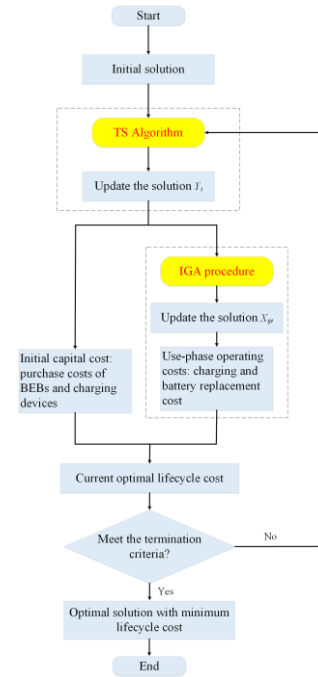 Start
Initial solution
TS Algorithm
Update the solution Ys
IGA procedure
Update the solution Xijt
Initial capital cost:
purchase costs of
BEBs and charging
devices
Use-phase operating
costs: charging and
battery replacement
cost
Current optimal lifecycle cost
Meet the termination
criteria?
No
Yes
Optimal solution with minimum
lifecycle cost
End